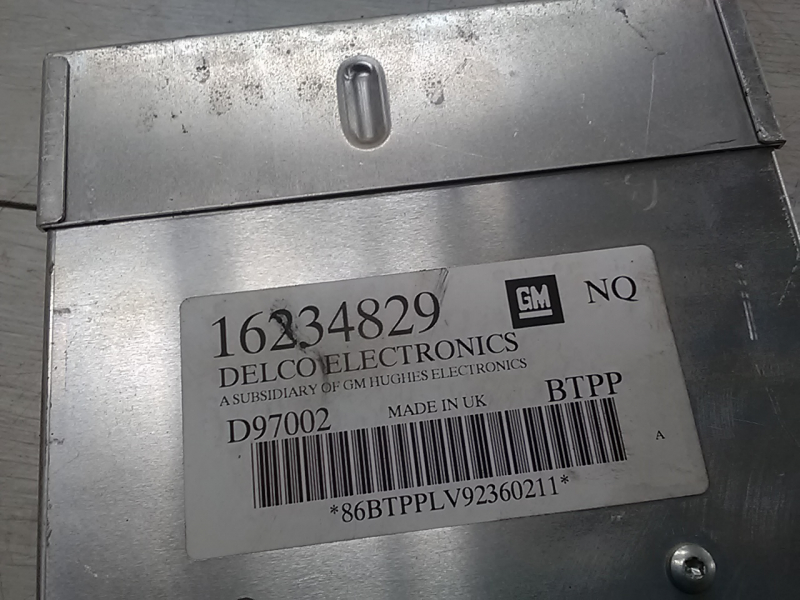 16234829
GM
NQ
DELCO ELECTRONICS
A SUBSIDIARY OF GM HUGHES ELECTRONICS
D97002
MADE IN UK
BTPP
A
*86BTPPLV92360211*